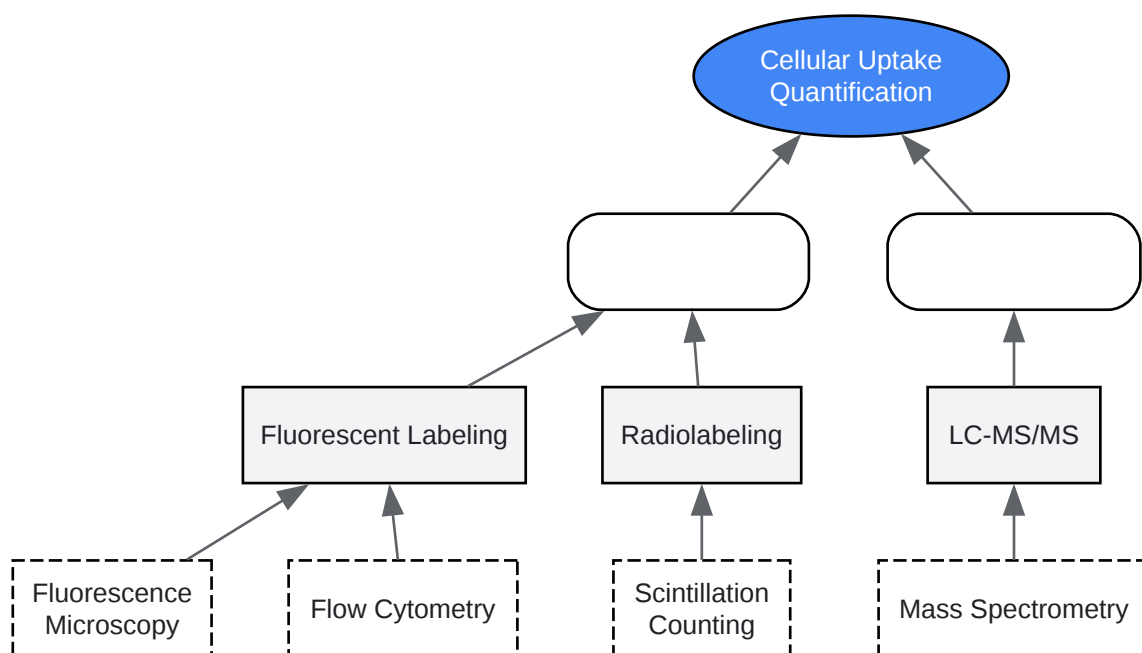 Cellular Uptake
Quantification
Fluorescent Labeling
Radiolabeling
LC-MS/MS
Fluorescence
Microscopy
Flow Cytometry
Scintillation
Counting
Mass Spectrometry